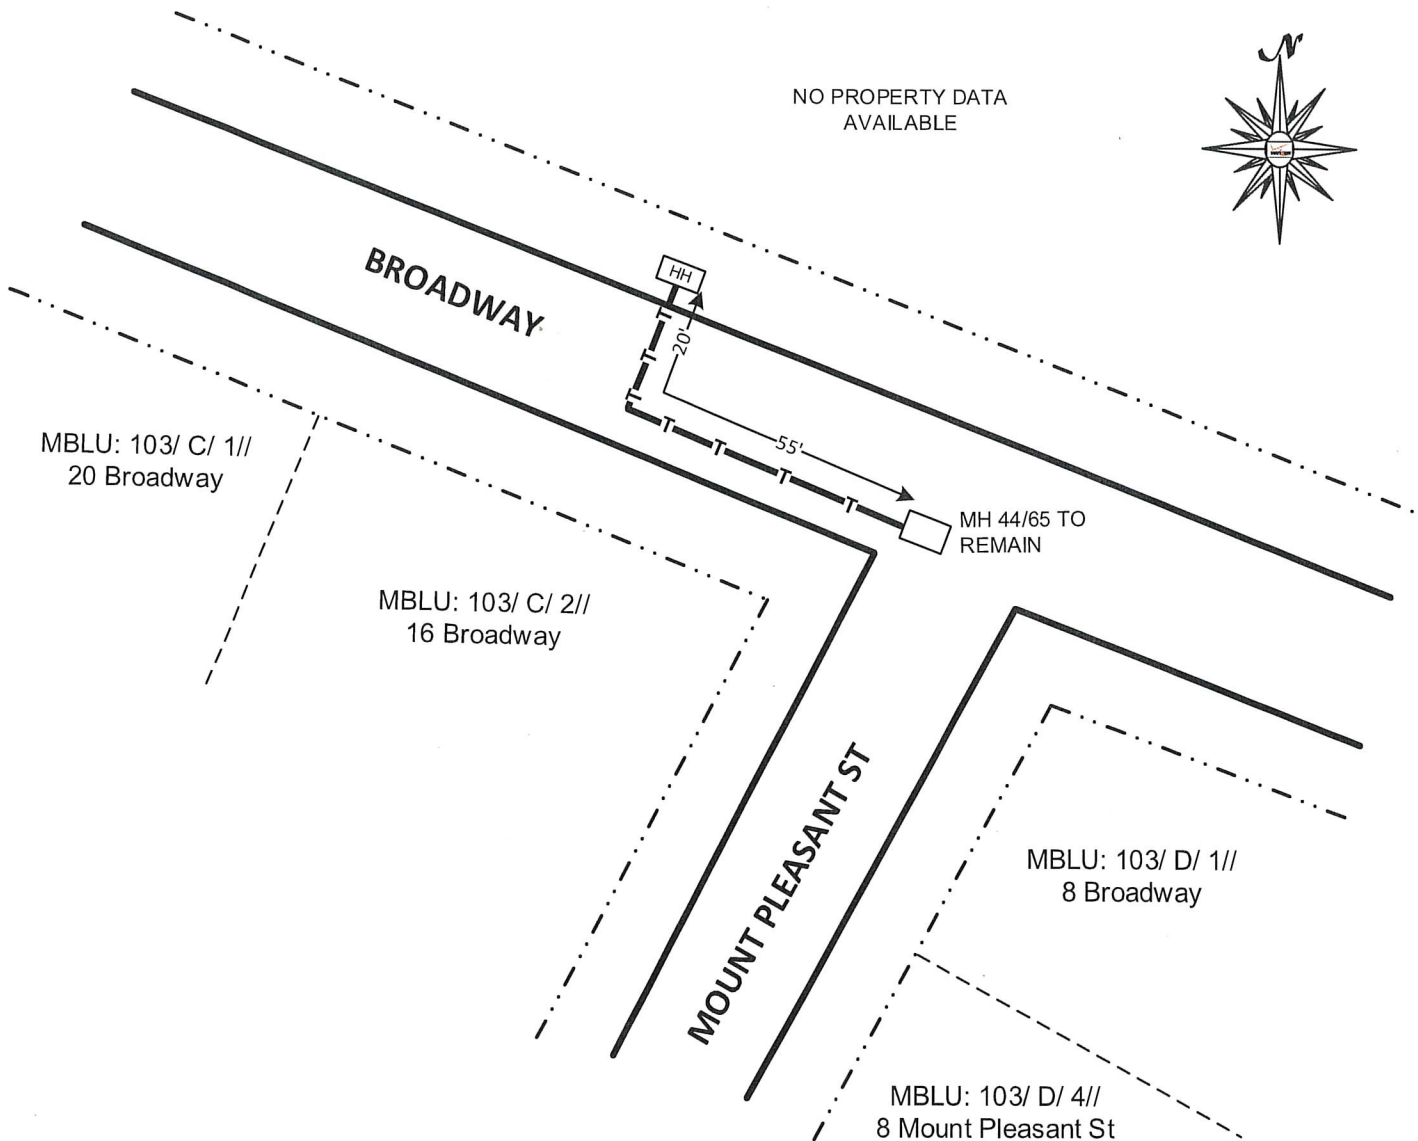 N
NO PROPERTY DATA
AVAILABLE
BROADWAY
HH
T
20'
T
T
T
T
55'
T
T
MH 44/65 TO
REMAIN
MBLU: 103/ C/ 1//
20 Broadway
MBLU: 103/ C/ 2//
16 Broadway
MOUNT PLEASANT ST
MBLU: 103/ D/ 1//
8 Broadway
MBLU: 103/ D/ 4//
8 Mount Pleasant St